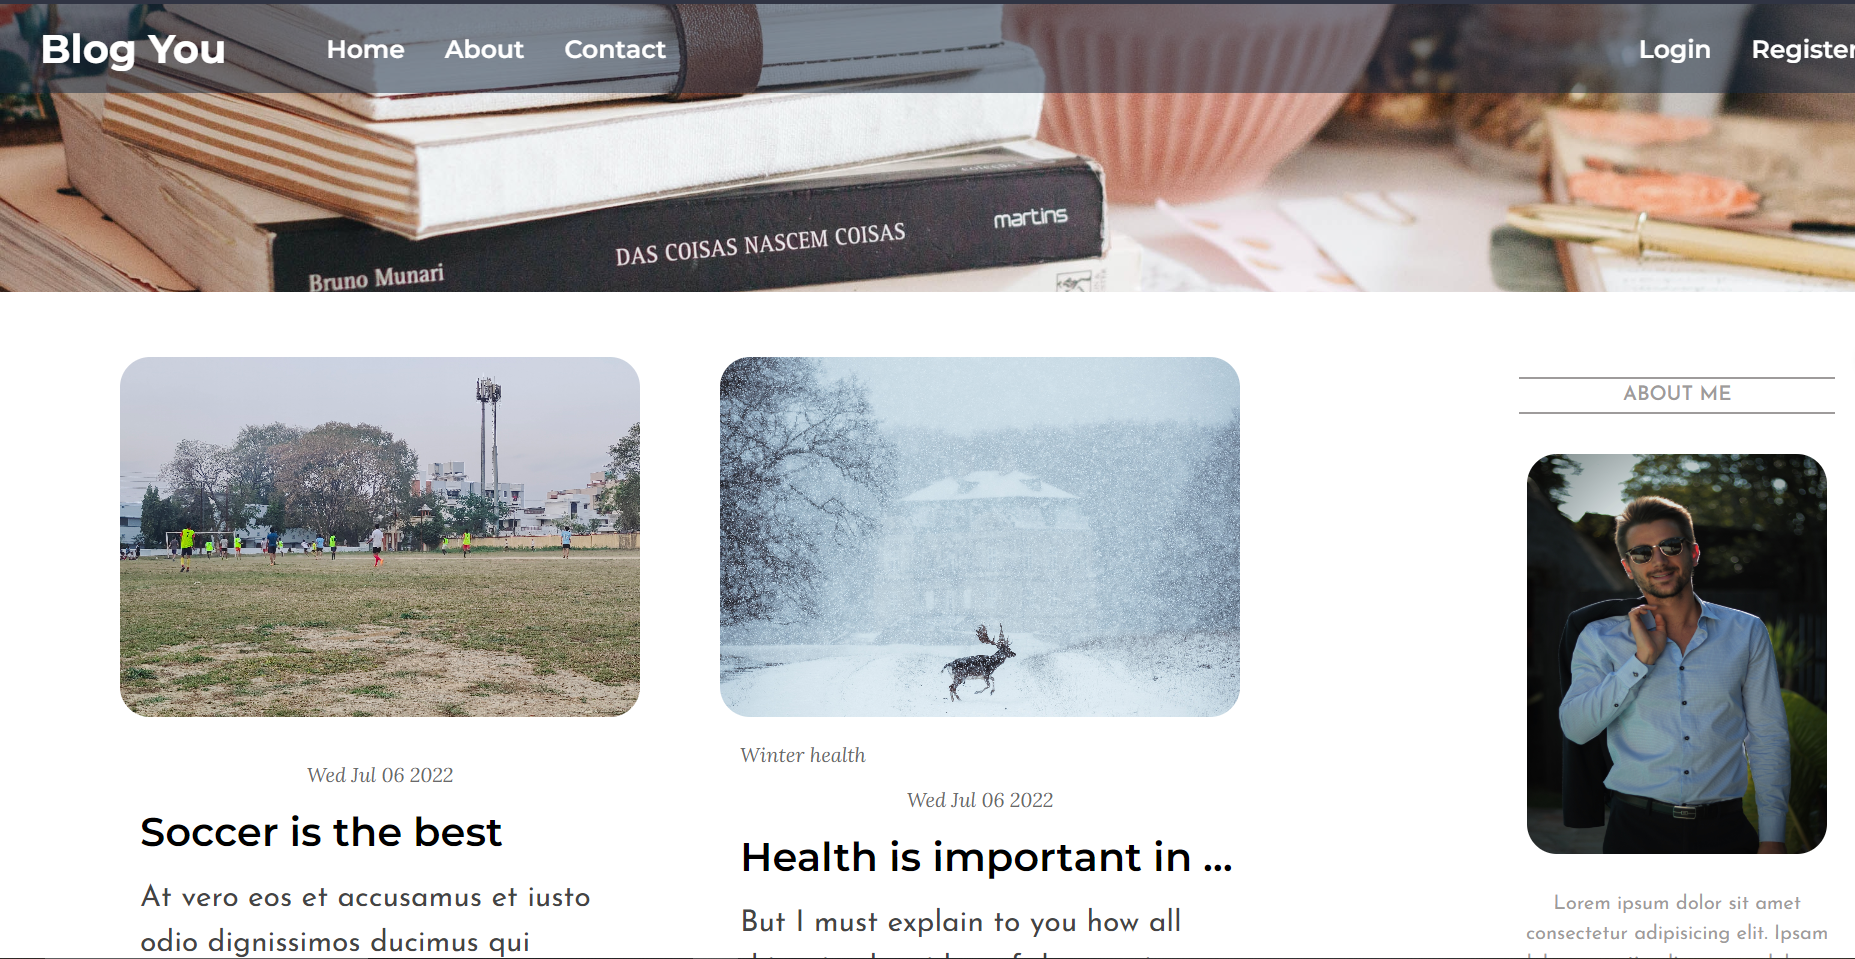 Blog You Home About Contact Login Register
DAS COISAS NASCEM COISAS martins
Bruno Munari
ABOUT ME
Winter health
Wed Jul 06 2022
Soccer is the best
At vero eos et accusamus et iusto
odio dignissimos ducimus qui
Wed Jul 06 2022
Health is important in ...
But I must explain to you how all
Lorem ipsum dolor sit amet
consectetur adipisicing elit. Ipsam